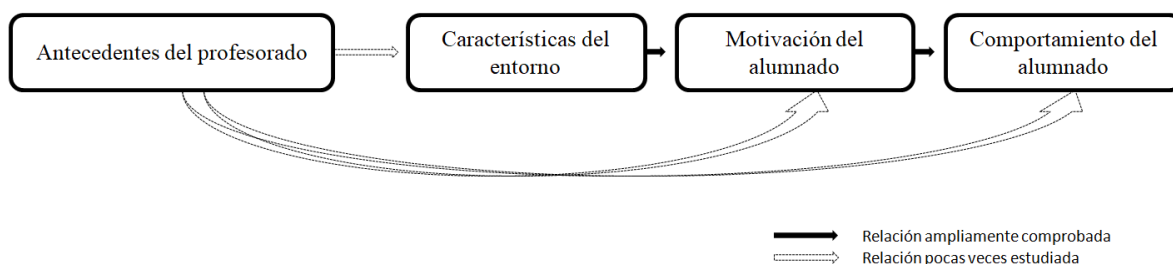 Antecedentes del profesorado
Características del
entorno
Motivación del
alumnado
Comportamiento del
alumnado
Relación ampliamente comprobada
Relación pocas veces estudiada